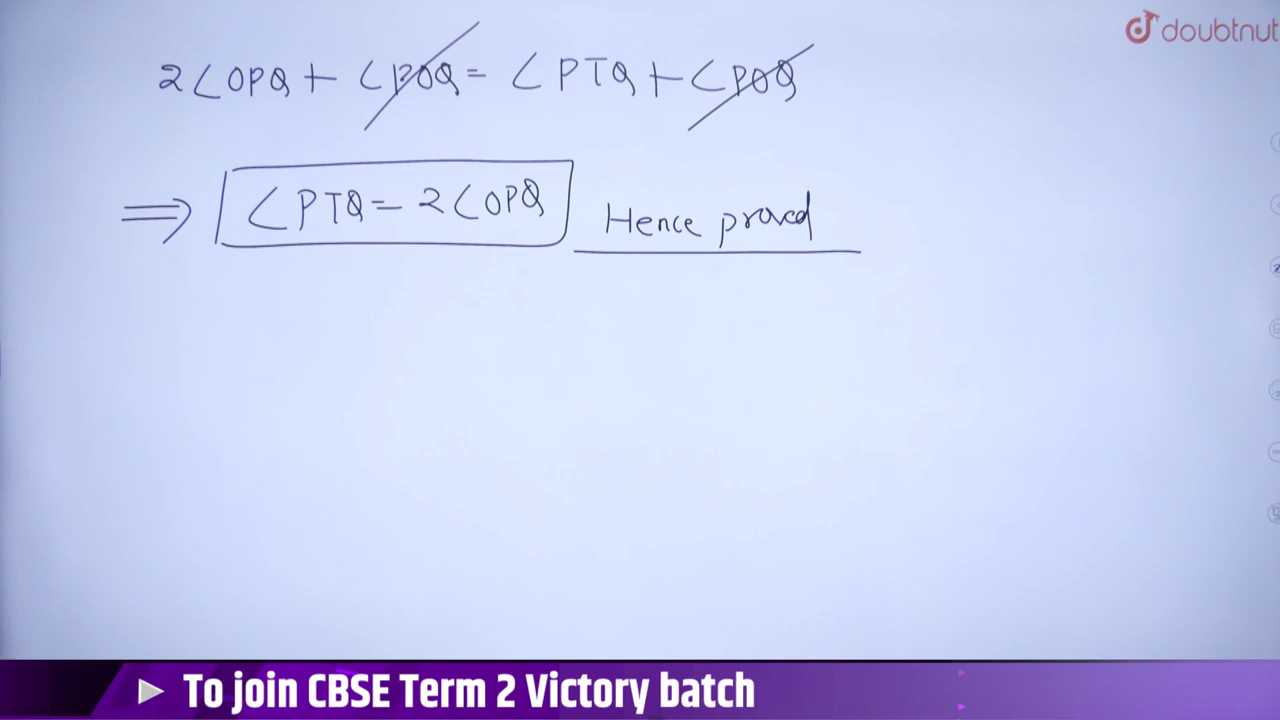 doubtnut
2∠OPQ + ∠POQ = ∠PTQ + ∠POQ
⟹ ∠PTQ = 2∠OPQ Hence proved
To join CBSE Term 2 Victory batch